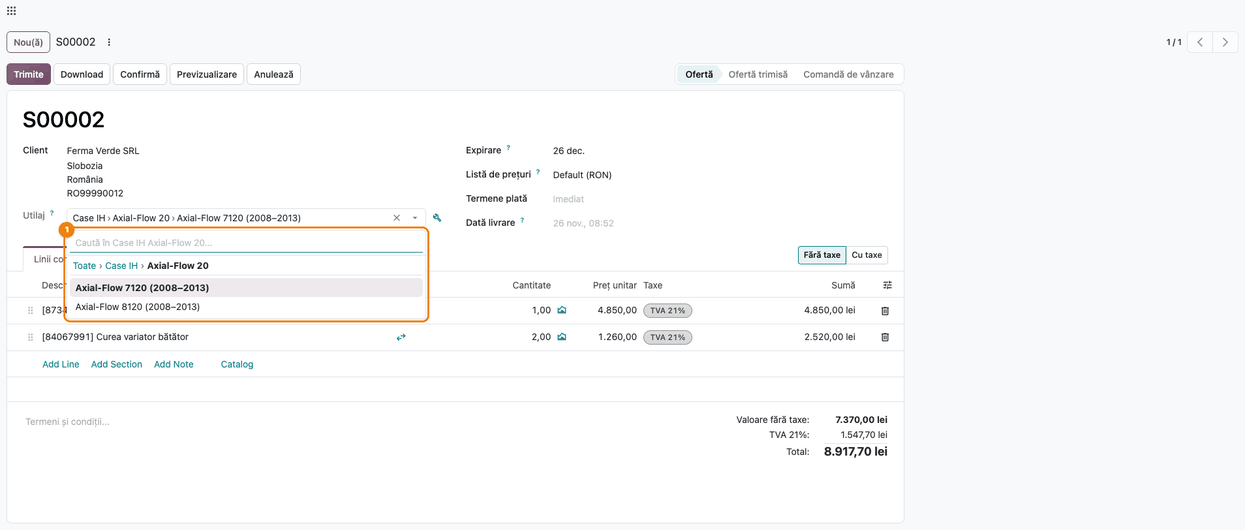 Nou(ă) S00002
1 / 1
Trimite Download Confirmă Previzualizare Anulează
Ofertă Ofertă trimisă Comandă de vânzare
S00002
Client Ferma Verde SRL
Slobozia
România
RO99990012
Expirare ? 26 dec.
Listă de prețuri ? Default (RON)
Termene plată Imediat
Dată livrare ? 26 nov., 08:52
Utilaj ? Case IH › Axial-Flow 20 › Axial-Flow 7120 (2008–2013)
1
Caută în Case IH Axial-Flow 20...
Toate › Case IH › Axial-Flow 20
Axial-Flow 7120 (2008–2013)
Axial-Flow 8120 (2008–2013)
Fără taxe Cu taxe
Cantitate Preț unitar Taxe Sumă
1,00 4.850,00 TVA 21% 4.850,00 lei
[84067991] Curea variator bătător 2,00 1.260,00 TVA 21% 2.520,00 lei
Add Line Add Section Add Note Catalog
Termeni și condiții...
Valoare fără taxe: 7.370,00 lei
TVA 21%: 1.547,70 lei
Total: 8.917,70 lei